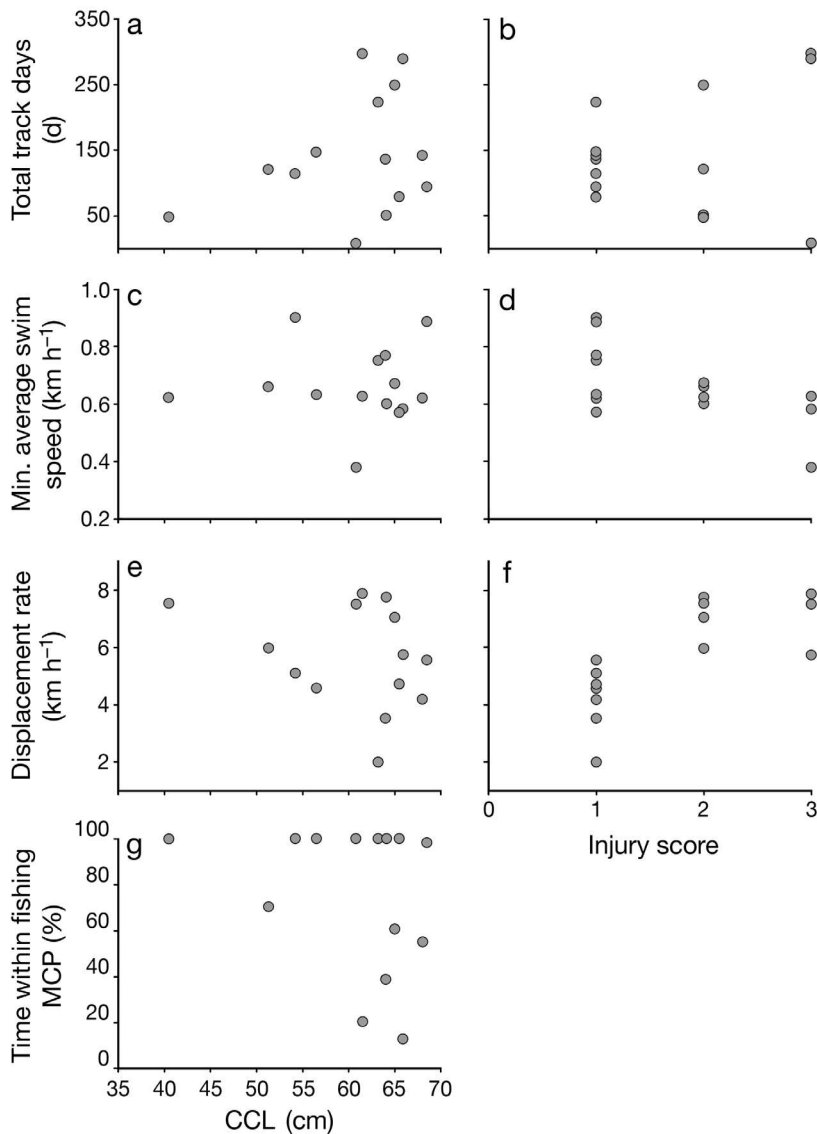 a
b
350
250
150
50
Total track days
(d)
c
d
1.0
0.8
0.6
0.4
0.2
Min. average swim
speed (km h⁻¹)
e
f
8
6
4
2
Displacement rate
(km h⁻¹)
0 1 2 3
Injury score
g
100
80
60
40
20
0
Time within fishing
MCP (%)
35 40 45 50 55 60 65 70
CCL (cm)